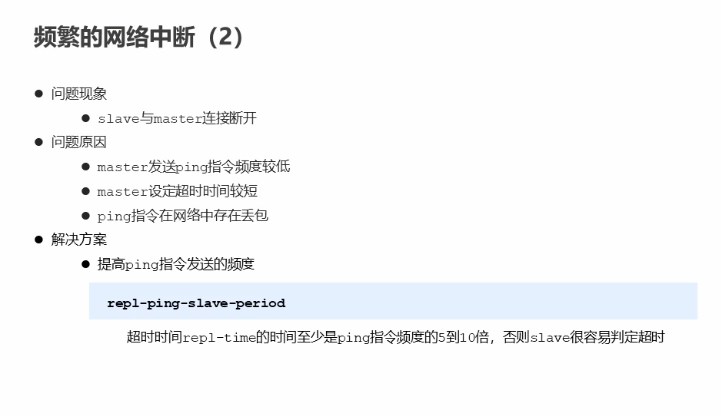 频繁的网络中断（2）
● 问题现象
● slave与master连接断开
● 问题原因
● master发送ping指令频度较低
● master设定超时时间较短
● ping指令在网络中存在丢包
● 解决方案
● 提高ping指令发送的频度
repl-ping-slave-period
超时时间repl-time的时间至少是ping指令频度的5到10倍，否则slave很容易判定超时